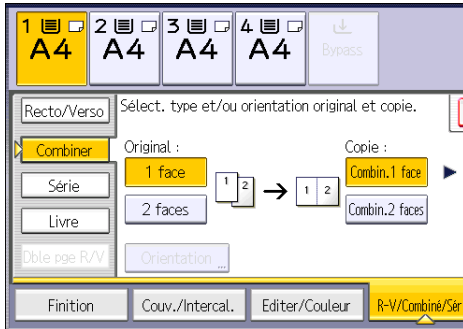 1 2 3 4
A4 A4 A4 A4 Bypass
Recto/Verso Sélect. type et/ou orientation original et copie.
Combiner Original : Copie :
1 face 1 2 1 2 Combin.1 face
Série
2 faces Combin.2 faces
Livre
Dble pge R/V Orientation ...
Finition Couv./Intercal. Editer/Couleur R-V/Combiné/Sér